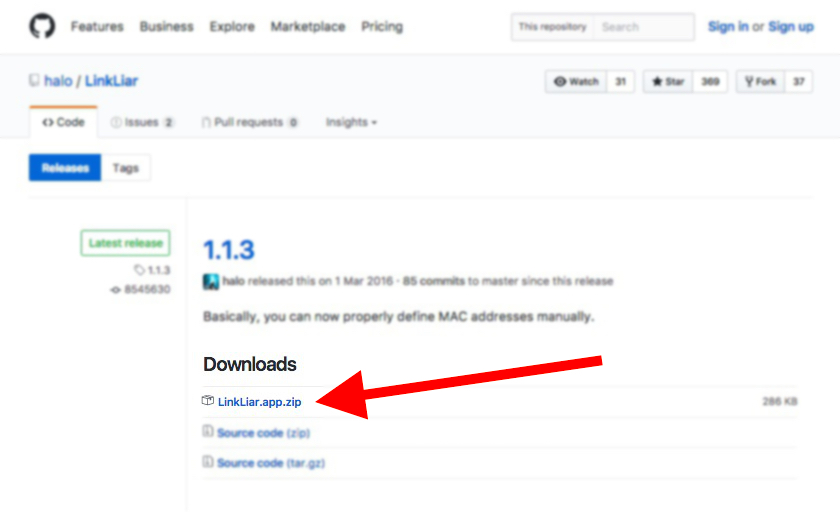 Features Business Explore Marketplace Pricing This repository Search Sign in or Sign up
halo / LinkLiar Watch 31 Star 369 Fork 37
Code Issues 2 Pull requests 0 Insights
Releases Tags
Latest release
1.1.3
8545630
1.1.3
halo released this on 1 Mar 2016 · 85 commits to master since this release
Basically, you can now properly define MAC addresses manually.
Downloads
LinkLiar.app.zip 286 KB
Source code (zip)
Source code (tar.gz)